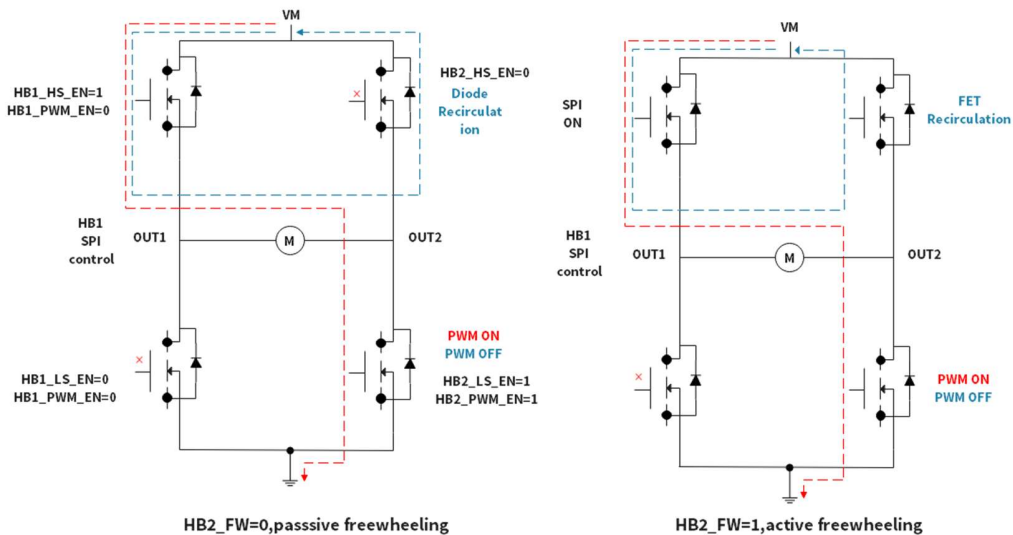 VM
HB1_HS_EN=1
HB1_PWM_EN=0
×
HB2_HS_EN=0
Diode
Recirculat
ion
HB1
SPI
control
OUT1
M
OUT2
×
HB1_LS_EN=0
HB1_PWM_EN=0
PWM ON
PWM OFF
HB2_LS_EN=1
HB2_PWM_EN=1
HB2_FW=0,passsive freewheeling
VM
SPI
ON
FET
Recirculation
HB1
SPI
control
OUT1
M
OUT2
×
PWM ON
PWM OFF
HB2_FW=1,active freewheeling